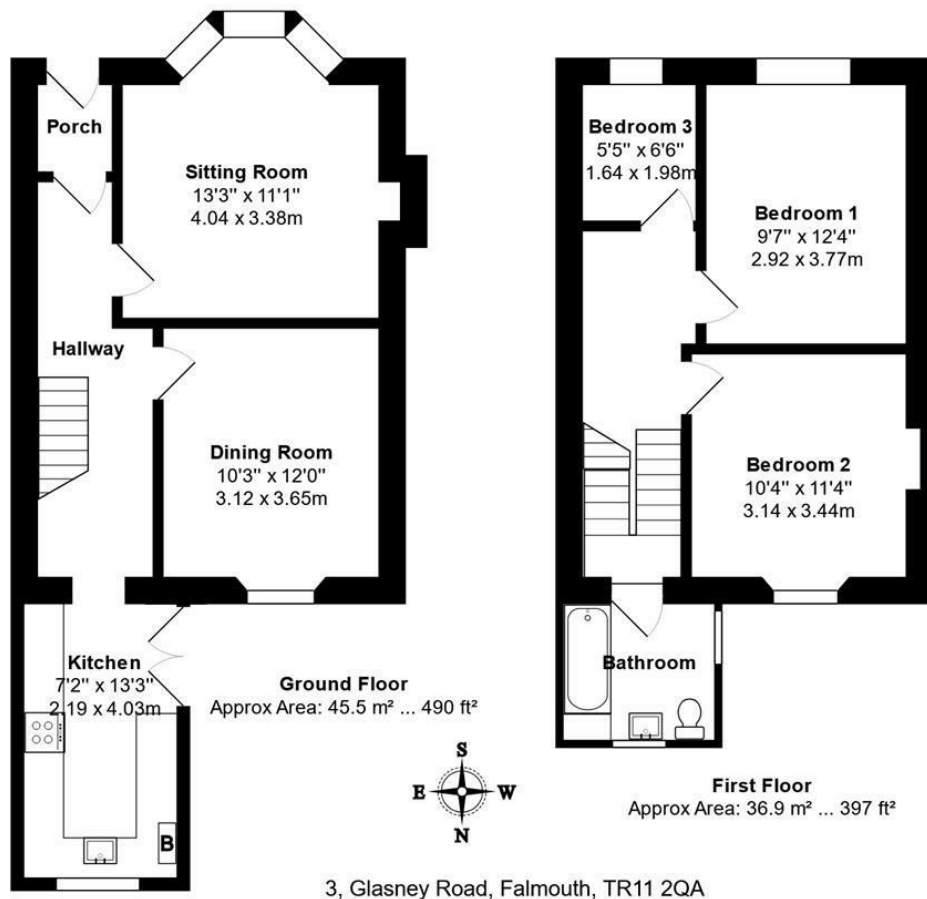 Porch
Sitting Room
13'3" x 11'1"
4.04 x 3.38m
Hallway
Dining Room
10'3" x 12'0"
3.12 x 3.65m
Kitchen
7'2" x 13'3"
2.19 x 4.03m
B
Ground Floor
Approx Area: 45.5 m² ... 490 ft²
Bedroom 3
5'5" x 6'6"
1.64 x 1.98m
Bedroom 1
9'7" x 12'4"
2.92 x 3.77m
Bedroom 2
10'4" x 11'4"
3.14 x 3.44m
Bathroom
First Floor
Approx Area: 36.9 m² ... 397 ft²
S
E W
N
3, Glasney Road, Falmouth, TR11 2QA